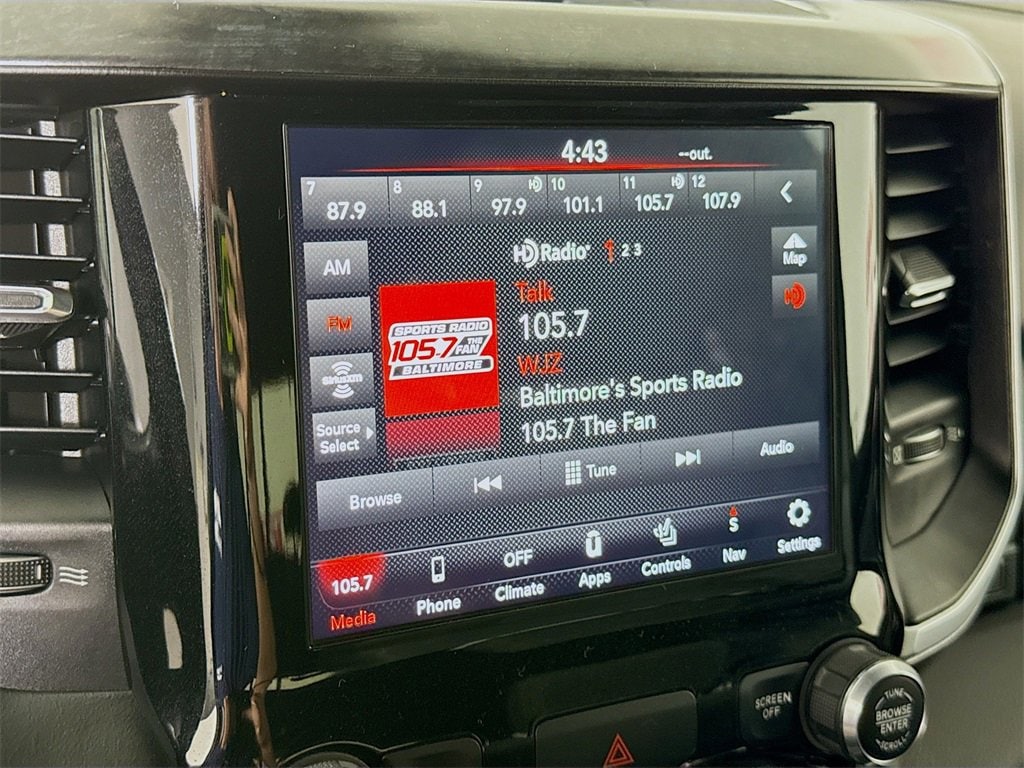 4:43 --out.
7 8 9 10 11 12
87.9 88.1 97.9 101.1 105.7 107.9
HD Radio 1 2 3
AM
Map
Talk
FM
105.7
SPORTS RADIO
105.7 THE FAN
BALTIMORE
WJZ
siriusxm
Baltimore's Sports Radio
Source
Select
105.7 The Fan
Browse
Tune
Audio
105.7
OFF
S
Media
Phone
Climate
Apps
Controls
Nav
Settings
SCREEN
OFF
TUNE
BROWSE
ENTER
SCROLL